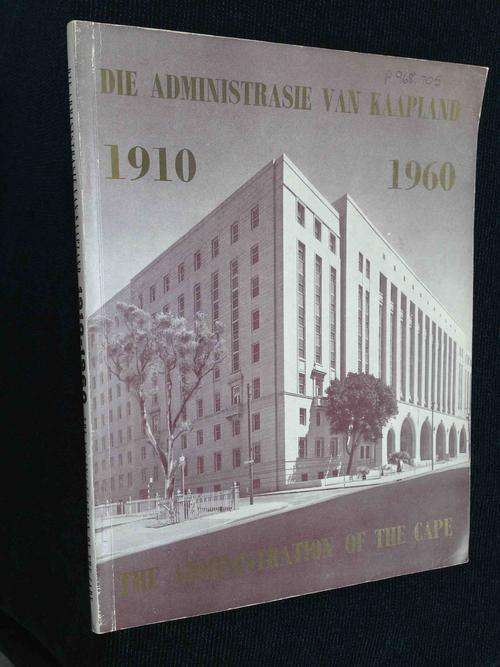 P 968.705
DIE ADMINISTRASIE VAN KAAPLAND
1910 1960
THE ADMINISTRATION OF THE CAPE